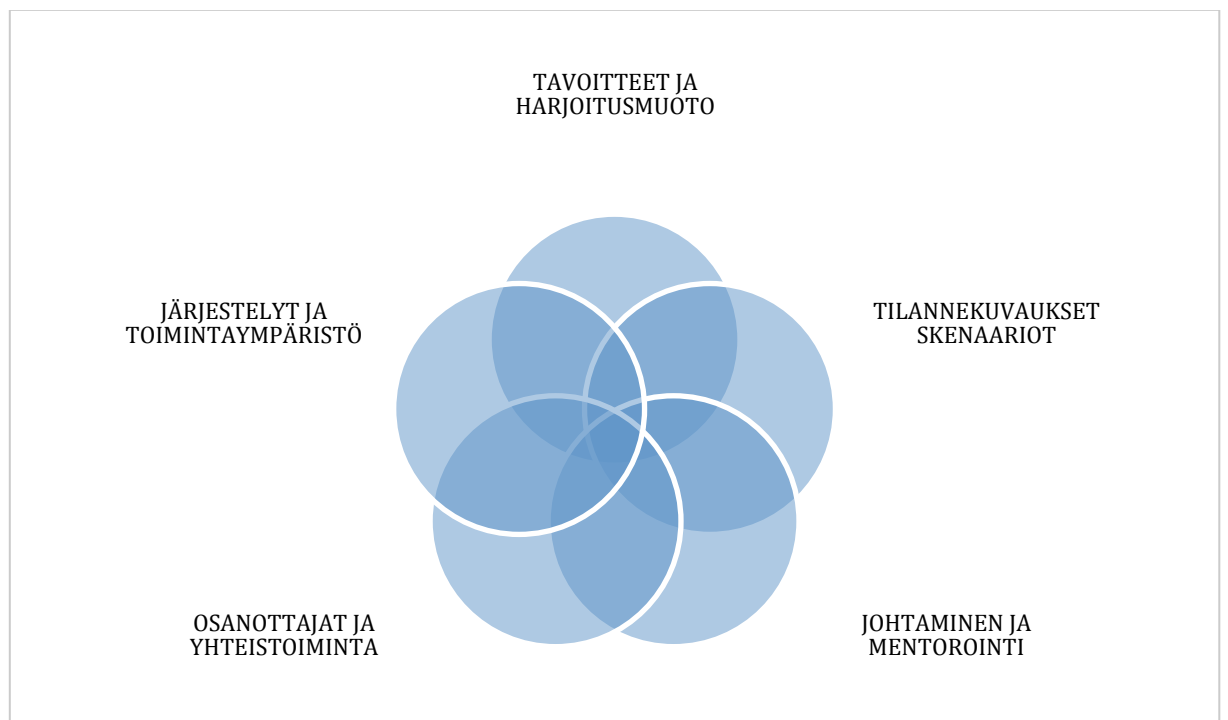 TAVOITTEET JA
HARJOITUSMUOTO
JÄRJESTELYT JA
TOIMINTAYMPÄRISTÖ
TILANNEKUVAUKSET
SKENAARIOT
OSANOTTAJAT JA
YHTEISTOIMINTA
JOHTAMINEN JA
MENTOROINTI